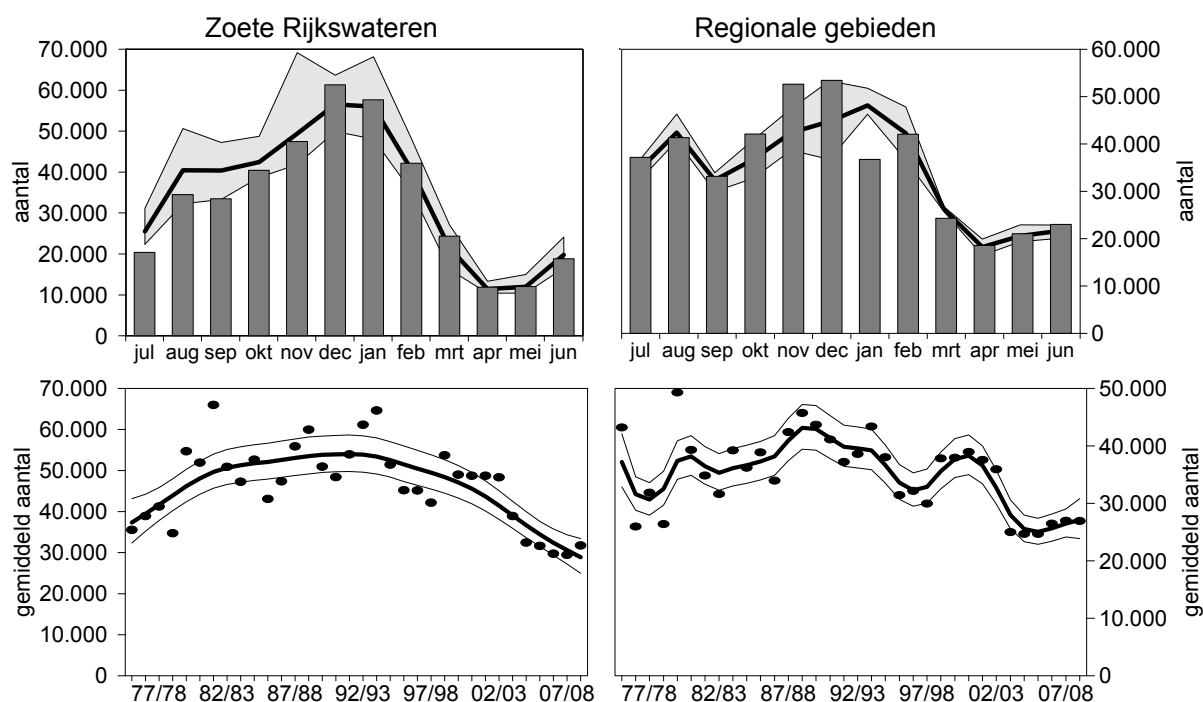 Zoete Rijkswateren
Regionale gebieden
70.000
60.000
50.000
40.000
30.000
20.000
10.000
0
aantal
jul aug sep okt nov dec jan feb mrt apr mei jun
60.000
50.000
40.000
30.000
20.000
10.000
0
aantal
jul aug sep okt nov dec jan feb mrt apr mei jun
70.000
60.000
50.000
40.000
30.000
20.000
10.000
0
gemiddeld aantal
77/78 82/83 87/88 92/93 97/98 02/03 07/08
50.000
40.000
30.000
20.000
10.000
0
gemiddeld aantal
77/78 82/83 87/88 92/93 97/98 02/03 07/08